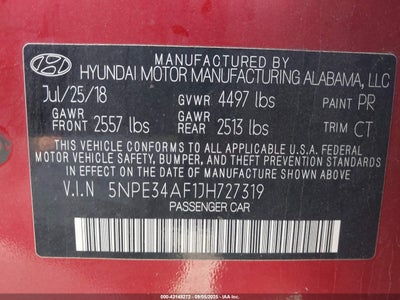 MANUFACTURED BY
HYUNDAI MOTOR MANUFACTURING ALABAMA, LLC
Jul/25/18 GVWR 4497 lbs PAINT PR
GAWR FRONT 2557 lbs GAWR REAR 2513 lbs TRIM CT
THIS VEHICLE CONFORMS TO ALL APPLICABLE U.S.A. FEDERAL
MOTOR VEHICLE SAFETY, BUMPER, AND THEFT PREVENTION STANDARDS
IN EFFECT ON THE DATE OF MANUFACTURE SHOWN ABOVE.
V.I.N 5NPE34AF1JH727319
PASSENGER CAR